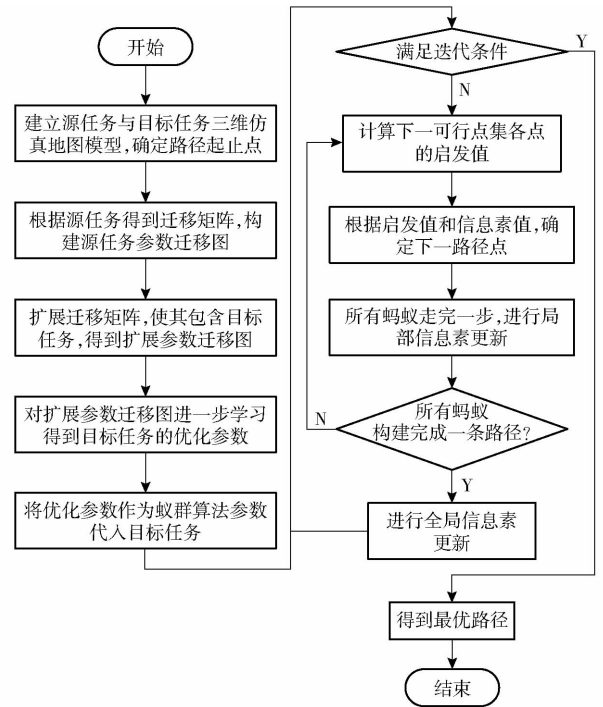 开始
建立源任务与目标任务三维仿
真地图模型,确定路径起止点
根据源任务得到迁移矩阵,构
建源任务参数迁移图
扩展迁移矩阵,使其包含目标
任务,得到扩展参数迁移图
对扩展参数迁移图进一步学习
得到目标任务的优化参数
将优化参数作为蚁群算法参数
代入目标任务
满足迭代条件
Y
N
计算下一可行点集各点
的启发值
根据启发值和信息素值,确
定下一路径点
所有蚂蚁走完一步,进行局
部信息素更新
所有蚂蚁
构建完成一条路径?
N
Y
进行全局信息素
更新
得到最优路径
结束